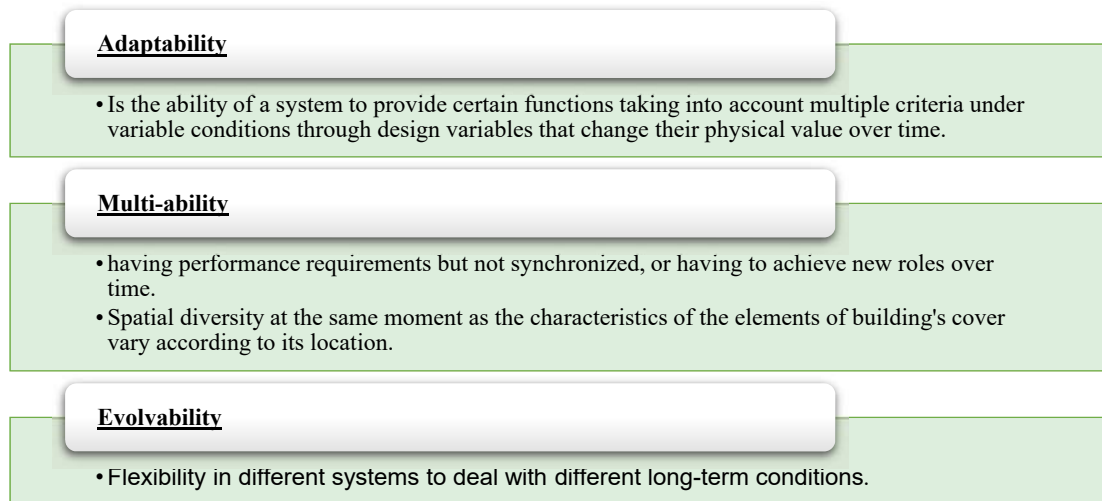 Adaptability
• Is the ability of a system to provide certain functions taking into account multiple criteria under
variable conditions through design variables that change their physical value over time.
Multi-ability
• having performance requirements but not synchronized, or having to achieve new roles over
time.
• Spatial diversity at the same moment as the characteristics of the elements of building's cover
vary according to its location.
Evolvability
• Flexibility in different systems to deal with different long-term conditions.